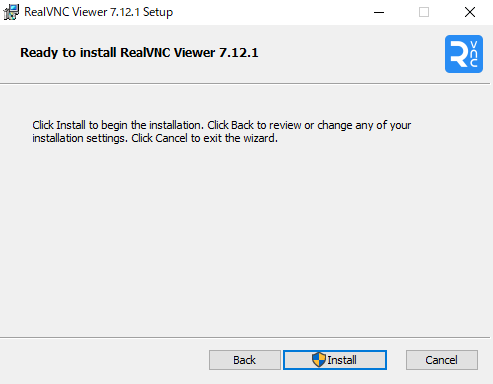 RealVNC Viewer 7.12.1 Setup
Ready to install RealVNC Viewer 7.12.1
R VNC
Click Install to begin the installation. Click Back to review or change any of your
installation settings. Click Cancel to exit the wizard.
Back
Install
Cancel